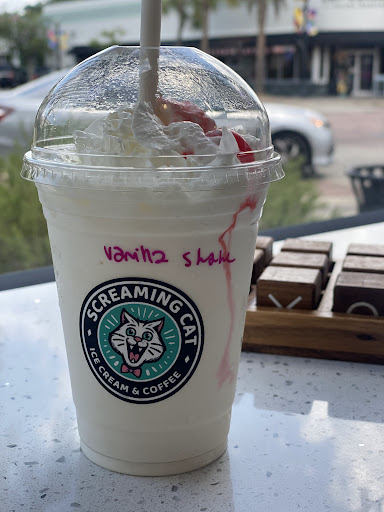 vanilla shake
SCREAMING CAT
ICE CREAM & COFFEE
X
O